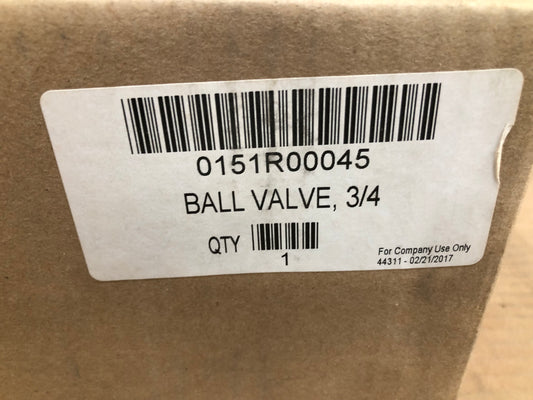 0151R00045
BALL VALVE, 3/4
QTY
1
For Company Use Only
44311 - 02/21/2017